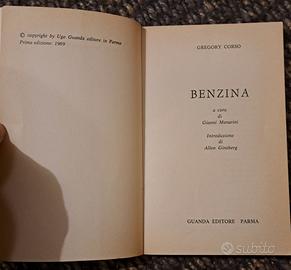 © copyright by Ugo Guanda editore in Parma
Prima edizione: 1969
GREGORY CORSO
BENZINA
a cura
di
Gianni Menarini
Introduzione
di
Allen Ginsberg
GUANDA EDITORE PARMA
subito